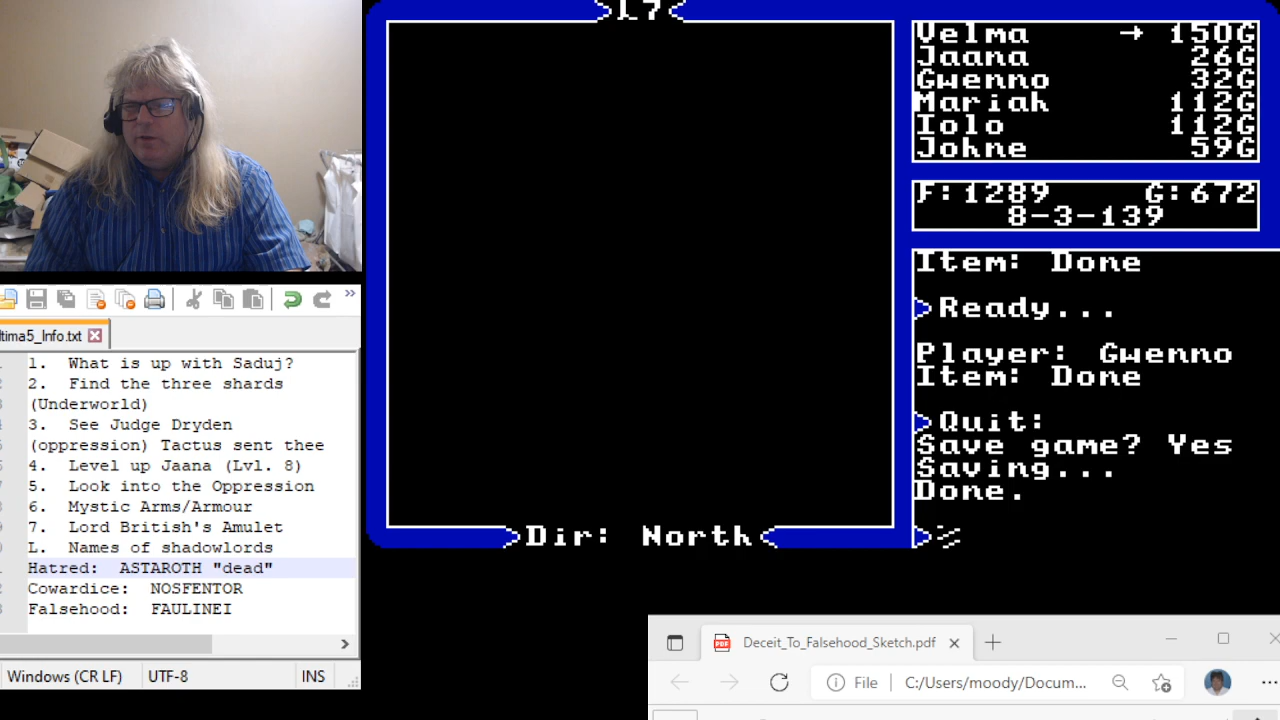 L7
Velma → 150G
Jaana 26G
Gwenno 32G
Mariah 112G
Iolo 112G
Johne 59G
F:1289 G:672
8-3-139
Item: Done
Ready...
Player: Gwenno
Item: Done
Quit:
Save game? Yes
Saving...
Done.
Dir: North
ltima5_Info.txt
1. What is up with Saduj?
2. Find the three shards
(Underworld)
3. See Judge Dryden
(oppression) Tactus sent thee
4. Level up Jaana (Lvl. 8)
5. Look into the Oppression
6. Mystic Arms/Armour
7. Lord British's Amulet
L. Names of shadowlords
Hatred: ASTAROTH "dead"
Cowardice: NOSFENTOR
Falsehood: FAULINEI
Windows (CR LF) UTF-8 INS
Deceit_To_Falsehood_Sketch.pdf
File C:/Users/moody/Docum...